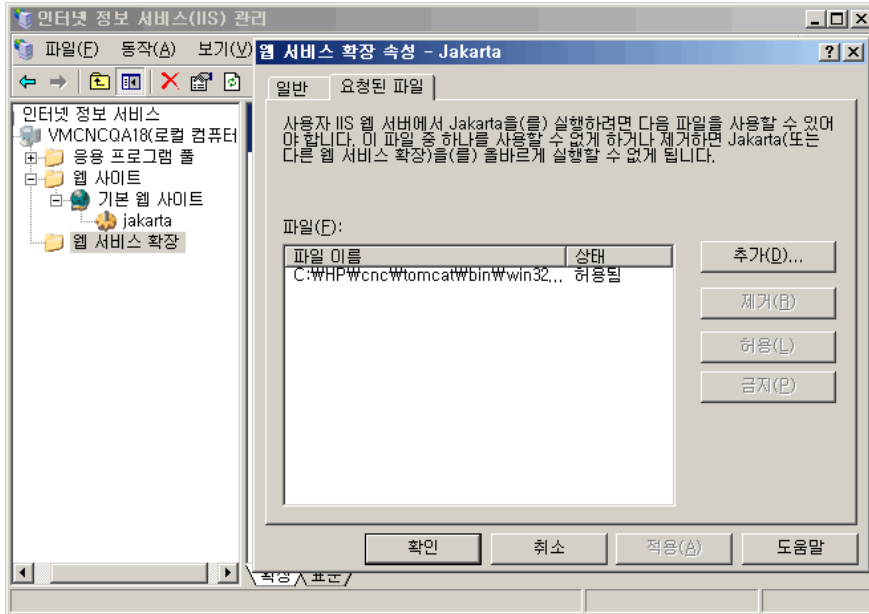 인터넷 정보 서비스(IIS) 관리
파일(F) 동작(A) 보기(V)
인터넷 정보 서비스
VMCNCQA18(로컬 컴퓨터
응용 프로그램 풀
웹 사이트
기본 웹 사이트
jakarta
웹 서비스 확장
웹 서비스 확장 속성 - Jakarta
일반 요청된 파일
사용자 IIS 웹 서버에서 Jakarta을(를) 실행하려면 다음 파일을 사용할 수 있어
야 합니다. 이 파일 중 하나를 사용할 수 없게 하거나 제거하면 Jakarta(또는
다른 웹 서비스 확장)을(를) 올바르게 실행할 수 없게 됩니다.
파일(F):
파일 이름 상태
C:₩HP₩cnc₩tomcat₩bin₩win32... 허용됨
추가(D)...
제거(R)
허용(L)
금지(P)
확인 취소 적용(A) 도움말
확장 표준